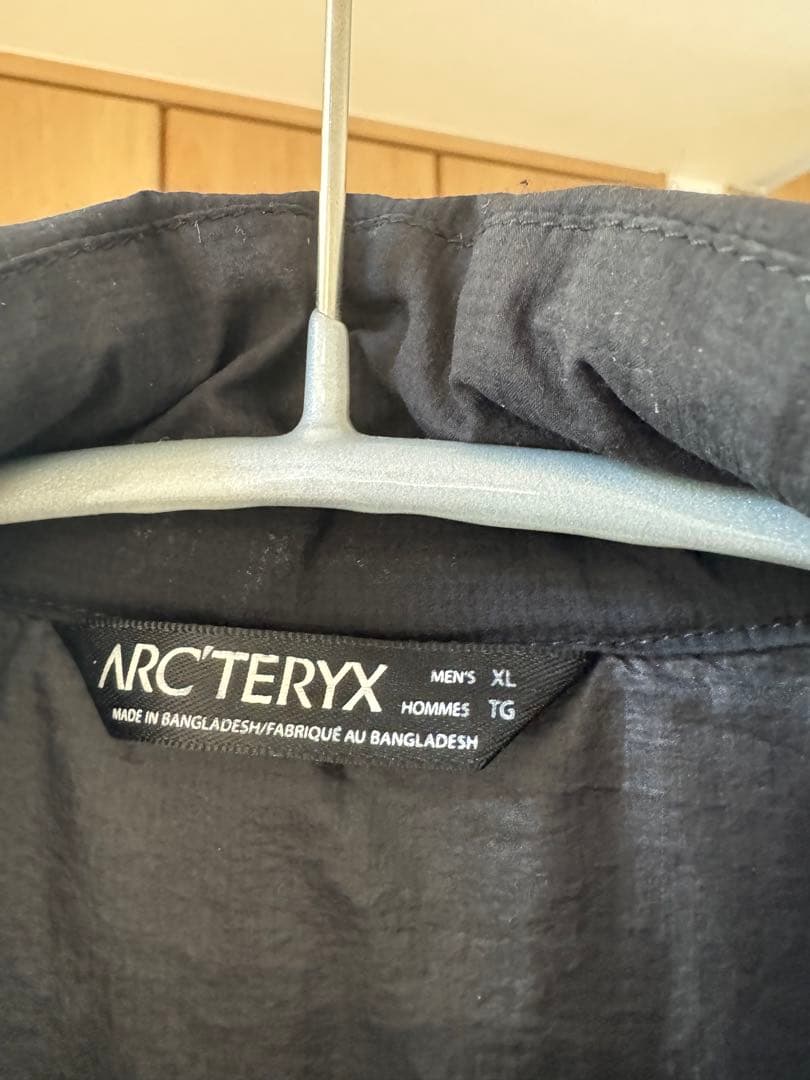 ARC'TERYX
MEN'S XL
HOMMES TG
MADE IN BANGLADESH/FABRIQUÉ AU BANGLADESH